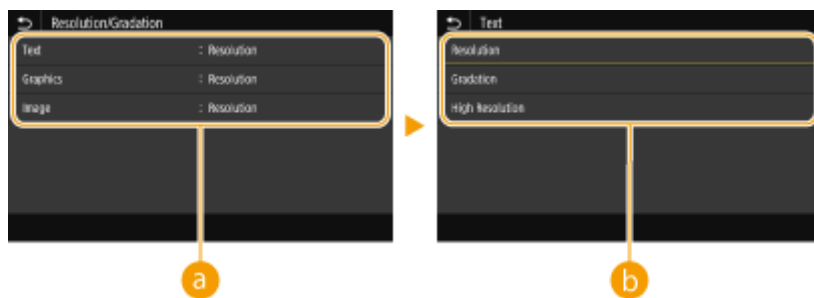 Resolution/Gradation
Text : Resolution
Graphics : Resolution
Image : Resolution
a
Text
Resolution
Gradation
High Resolution
b